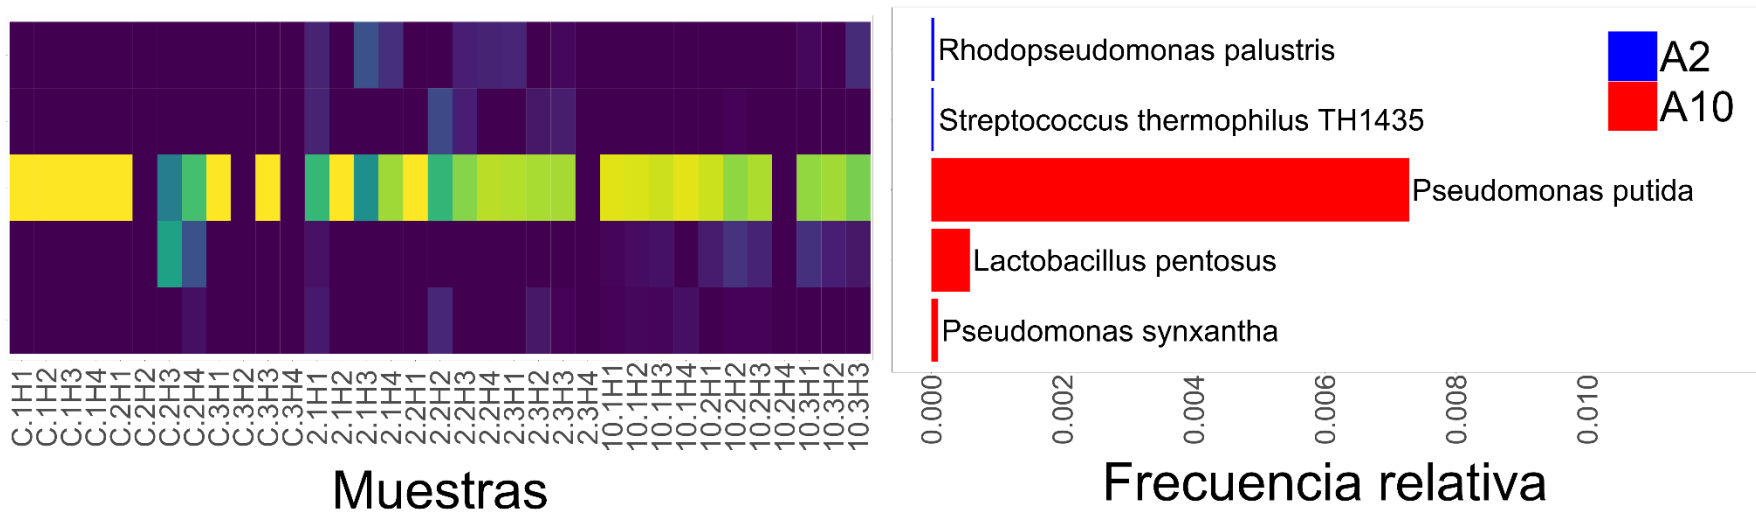 Rhodopseudomonas palustris
Streptococcus thermophilus TH1435
Pseudomonas putida
Lactobacillus pentosus
Pseudomonas synxantha
A2
A10
C.1H1
C.1H2
C.1H3
C.1H4
C.2H1
C.2H2
C.2H3
C.2H4
C.3H1
C.3H2
C.3H3
C.3H4
2.1H1
2.1H2
2.1H3
2.1H4
2.2H1
2.2H2
2.2H3
2.2H4
2.3H1
2.3H2
2.3H3
2.3H4
10.1H1
10.1H2
10.1H3
10.1H4
10.2H1
10.2H2
10.2H3
10.2H4
10.3H1
10.3H2
10.3H3
Muestras
0.000
0.002
0.004
0.006
0.008
0.010
Frecuencia relativa